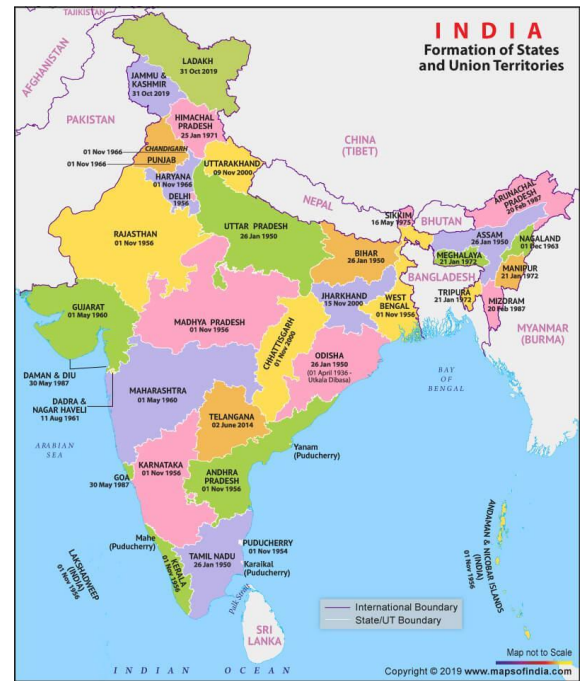 INDIA
Formation of States
and Union Territories
TAJIKISTAN
AFGHANISTAN
PAKISTAN
LADAKH
31 Oct 2019
JAMMU &
KASHMIR
31 Oct 2019
HIMACHAL
PRADESH
25 Jan 1971
CHINA
(TIBET)
01 Nov 1966
CHANDIGARH
01 Nov 1966
PUNJAB
UTTARAKHAND
09 Nov 2000
HARYANA
01 Nov 1966
DELHI
1956
NEPAL
SIKKIM
16 May 1975
BHUTAN
ARUNACHAL
PRADESH
20 Feb 1987
RAJASTHAN
01 Nov 1956
UTTAR PRADESH
26 Jan 1950
ASSAM
26 Jan 1950
NAGALAND
01 Dec 1963
BIHAR
26 Jan 1950
MEGHALAYA
21 Jan 1972
MANIPUR
21 Jan 1972
BANGLADESH
GUJARAT
01 May 1960
MADHYA PRADESH
01 Nov 1956
JHARKHAND
15 Nov 2000
WEST
BENGAL
01 Nov 1956
TRIPURA
21 Jan 1972
MIZDRAM
20 Feb 1987
MYANMAR
(BURMA)
CHHATTISGARH
01 Nov 2000
ODISHA
26 Jan 1950
(01 April 1936 -
Utkala Dibasa)
DAMAN & DIU
30 May 1987
DADRA &
NAGAR HAVELI
11 Aug 1961
MAHARASHTRA
01 May 1960
BAY
OF
BENGAL
TELANGANA
02 June 2014
ARABIAN
SEA
Yanam
(Puducherry)
GOA
30 May 1987
KARNATAKA
01 Nov 1956
ANDHRA
PRADESH
01 Nov 1956
ANDAMAN & NICOBAR ISLANDS
(INDIA)
01 Nov 1956
Mahe
(Puducherry)
PUDUCHERRY
01 Nov 1954
LAKSHADWEEP
(INDIA)
01 Nov 1956
KERALA
01 Nov 1956
TAMIL NADU
26 Jan 1950
Karaikal
(Puducherry)
Palk Strait
SRI
LANKA
International Boundary
State/UT Boundary
Map not to Scale
INDIAN OCEAN
Copyright © 2019 www.mapsofindia.com